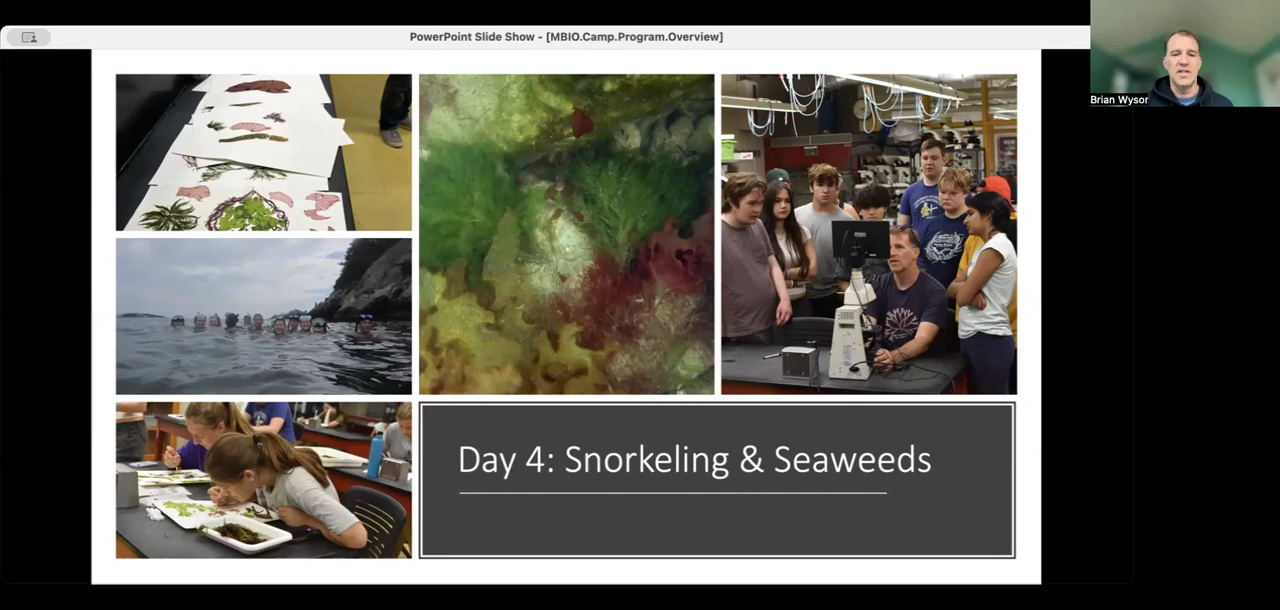 PowerPoint Slide Show - [MBIO.Camp.Program.Overview]
Brian Wysor
Day 4: Snorkeling & Seaweeds